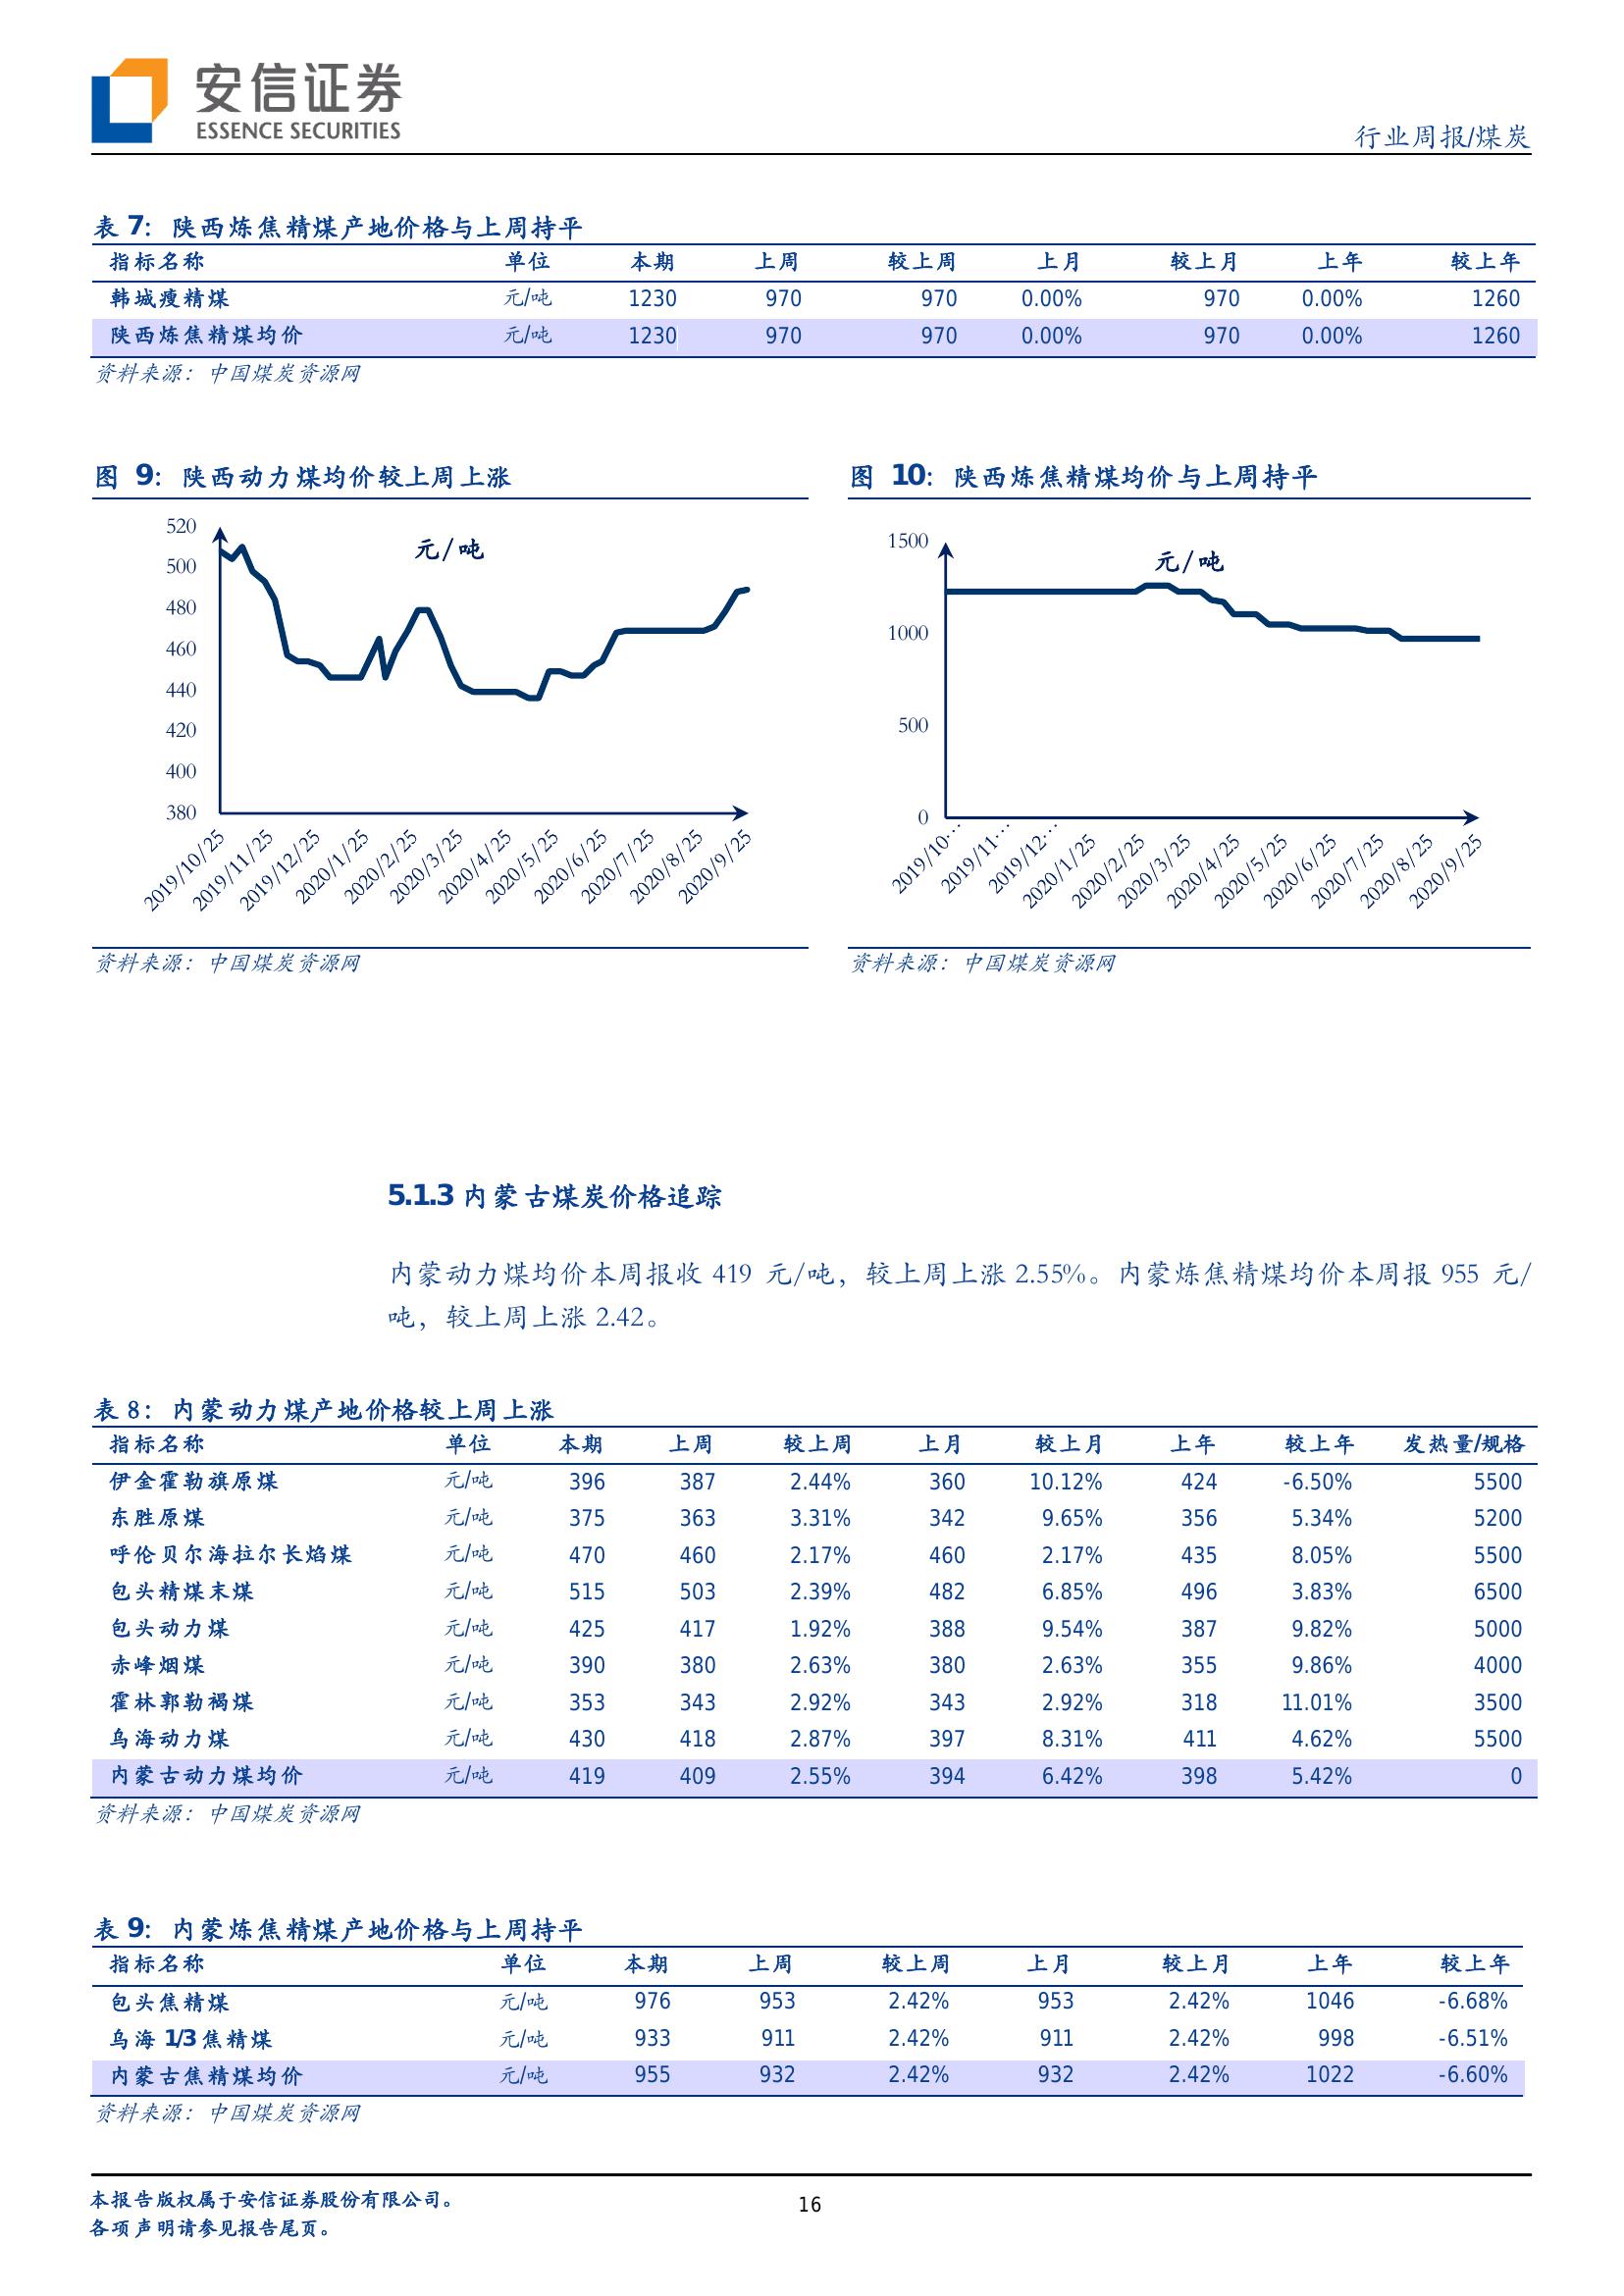 安信证券
ESSENCE SECURITIES
行业周报/煤炭
表 7：陕西炼焦精煤产地价格与上周持平
指标名称 单位 本期 上周 较上周 上月 较上月 上年 较上年
韩城瘦精煤 元/吨 1230 970 970 0.00% 970 0.00% 1260
陕西炼焦精煤均价 元/吨 1230 970 970 0.00% 970 0.00% 1260
资料来源：中国煤炭资源网
图 9：陕西动力煤均价较上周上涨
元/吨
520
500
480
460
440
420
400
380
2019/10/25 2019/11/25 2019/12/25 2020/1/25 2020/2/25 2020/3/25 2020/4/25 2020/5/25 2020/6/25 2020/7/25 2020/8/25 2020/9/25
资料来源：中国煤炭资源网
图 10：陕西炼焦精煤均价与上周持平
元/吨
1500
1000
500
0
2019/10… 2019/11… 2019/12… 2020/1/25 2020/2/25 2020/3/25 2020/4/25 2020/5/25 2020/6/25 2020/7/25 2020/8/25 2020/9/25
资料来源：中国煤炭资源网
5.1.3 内蒙古煤炭价格追踪
内蒙动力煤均价本周报收 419 元/吨，较上周上涨 2.55%。内蒙炼焦精煤均价本周报 955 元/
吨，较上周上涨 2.42。
表 8：内蒙动力煤产地价格较上周上涨
指标名称 单位 本期 上周 较上周 上月 较上月 上年 较上年 发热量/规格
伊金霍勒旗原煤 元/吨 396 387 2.44% 360 10.12% 424 -6.50% 5500
东胜原煤 元/吨 375 363 3.31% 342 9.65% 356 5.34% 5200
呼伦贝尔海拉尔长焰煤 元/吨 470 460 2.17% 460 2.17% 435 8.05% 5500
包头精煤末煤 元/吨 515 503 2.39% 482 6.85% 496 3.83% 6500
包头动力煤 元/吨 425 417 1.92% 388 9.54% 387 9.82% 5000
赤峰烟煤 元/吨 390 380 2.63% 380 2.63% 355 9.86% 4000
霍林郭勒褐煤 元/吨 353 343 2.92% 343 2.92% 318 11.01% 3500
乌海动力煤 元/吨 430 418 2.87% 397 8.31% 411 4.62% 5500
内蒙古动力煤均价 元/吨 419 409 2.55% 394 6.42% 398 5.42% 0
资料来源：中国煤炭资源网
表 9：内蒙炼焦精煤产地价格与上周持平
指标名称 单位 本期 上周 较上周 上月 较上月 上年 较上年
包头焦精煤 元/吨 976 953 2.42% 953 2.42% 1046 -6.68%
乌海 1/3 焦精煤 元/吨 933 911 2.42% 911 2.42% 998 -6.51%
内蒙古焦精煤均价 元/吨 955 932 2.42% 932 2.42% 1022 -6.60%
资料来源：中国煤炭资源网
本报告版权属于安信证券股份有限公司。
16
各项声明请参见报告尾页。